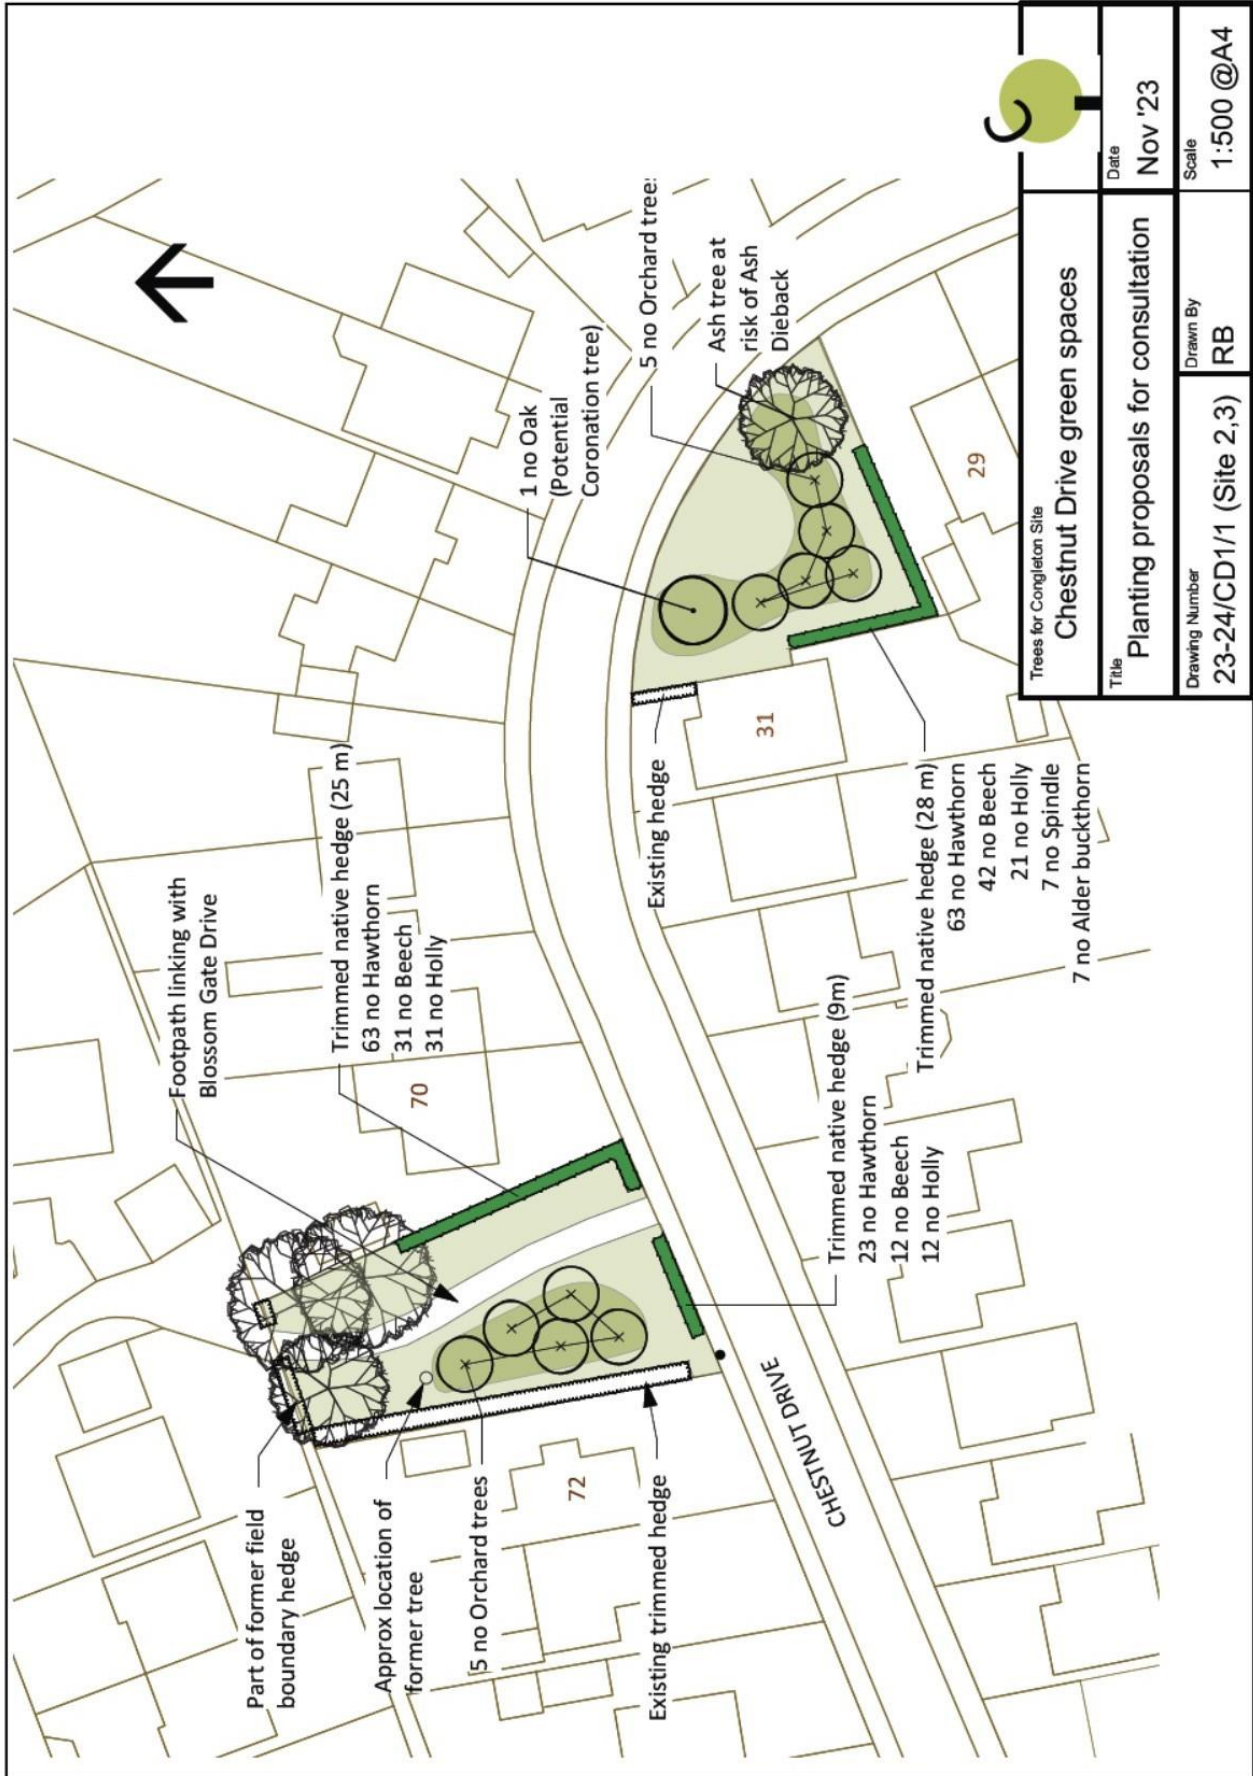 Part of former field
boundary hedge
Approx location of
former tree
5 no Orchard trees
72
Existing trimmed hedge
CHESTNUT DRIVE
Footpath linking with
Blossom Gate Drive
Trimmed native hedge (25 m)
63 no Hawthorn
31 no Beech
31 no Holly
70
Trimmed native hedge (9m)
23 no Hawthorn
12 no Beech
12 no Holly
Existing hedge
31
Trimmed native hedge (28 m)
63 no Hawthorn
42 no Beech
21 no Holly
7 no Spindle
7 no Alder buckthorn
1 no Oak
(Potential
Coronation tree)
5 no Orchard trees
Ash tree at
risk of Ash
Dieback
29
Trees for Congleton Site
Chestnut Drive green spaces
Title
Planting proposals for consultation
Date
Nov '23
Drawing Number
23-24/CD1/1 (Site 2,3)
Drawn By
RB
Scale
1:500 @A4